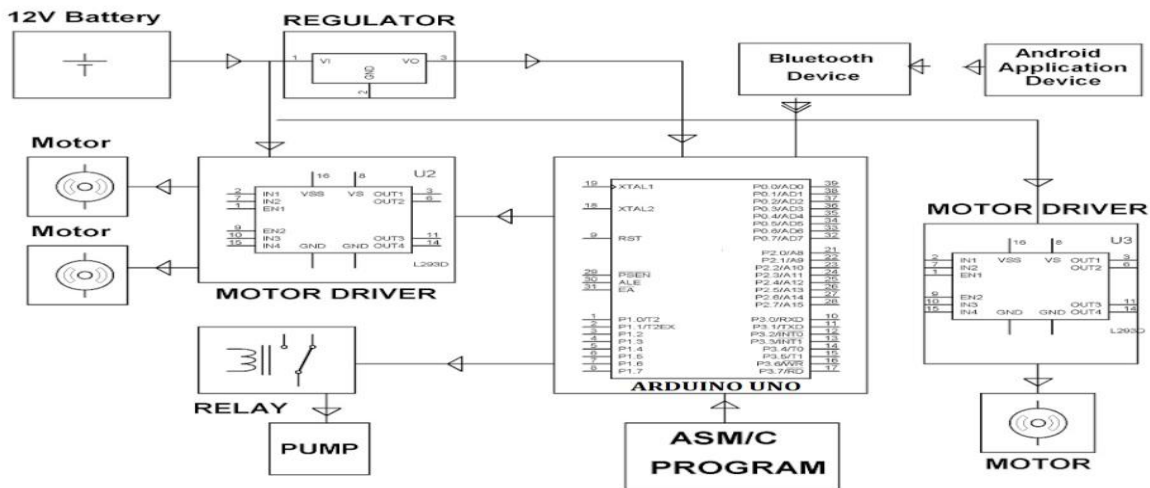 12V Battery
REGULATOR
1 VI VO 3
GND
2
Bluetooth
Device
Android
Application
Device
Motor
Motor
U2
16 8
2 IN1 VSS VS OUT1 3
7 IN2 OUT2 6
1 EN1
9 EN2
10 IN3 OUT3 11
15 IN4 GND GND OUT4 14
L293D
MOTOR DRIVER
19 XTAL1
18 XTAL2
9 RST
29 PSEN
30 ALE
31 EA
1 P1.0/T2
2 P1.1/T2EX
3 P1.2
4 P1.3
5 P1.4
6 P1.5
7 P1.6
8 P1.7
P0.0/AD0 39
P0.1/AD1 38
P0.2/AD2 37
P0.3/AD3 36
P0.4/AD4 35
P0.5/AD5 34
P0.6/AD6 33
P0.7/AD7 32
P2.0/A8 21
P2.1/A9 22
P2.2/A10 23
P2.3/A11 24
P2.4/A12 25
P2.5/A13 26
P2.6/A14 27
P2.7/A15 28
P3.0/RXD 10
P3.1/TXD 11
P3.2/INT0 12
P3.3/INT1 13
P3.4/T0 14
P3.5/T1 15
P3.6/WR 16
P3.7/RD 17
ARDUINO UNO
MOTOR DRIVER
U3
16 8
2 IN1 VSS VS OUT1 3
7 IN2 OUT2 6
1 EN1
9 EN2
10 IN3 OUT3 11
15 IN4 GND GND OUT4 14
L293D
RELAY
PUMP
ASM/C
PROGRAM
MOTOR